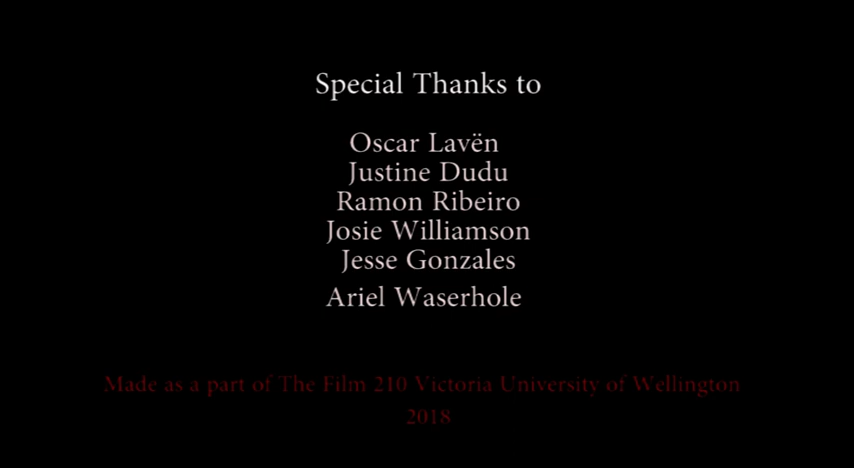 Special Thanks to
Oscar Lavën
Justine Dudu
Ramon Ribeiro
Josie Williamson
Jesse Gonzales
Ariel Waserhole
Made as a part of The Film 210 Victoria University of Wellington
2018